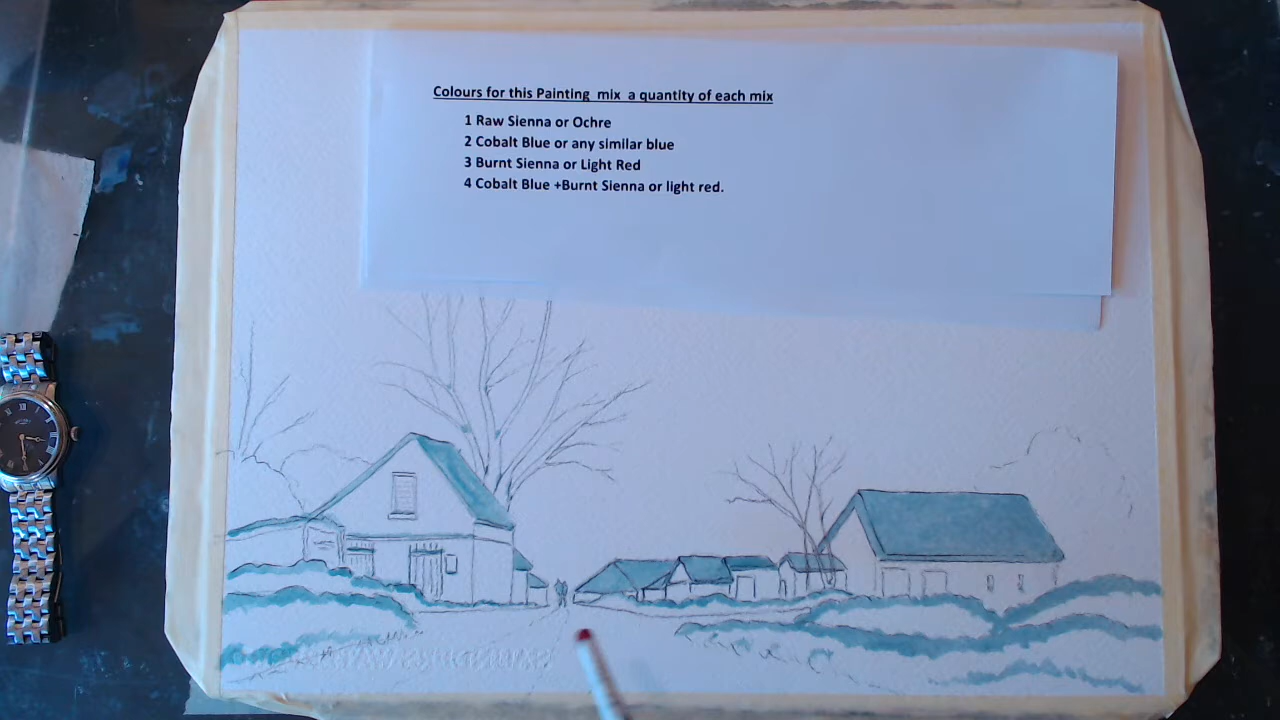 Colours for this Painting mix a quantity of each mix
1 Raw Sienna or Ochre
2 Cobalt Blue or any similar blue
3 Burnt Sienna or Light Red
4 Cobalt Blue +Burnt Sienna or light red.